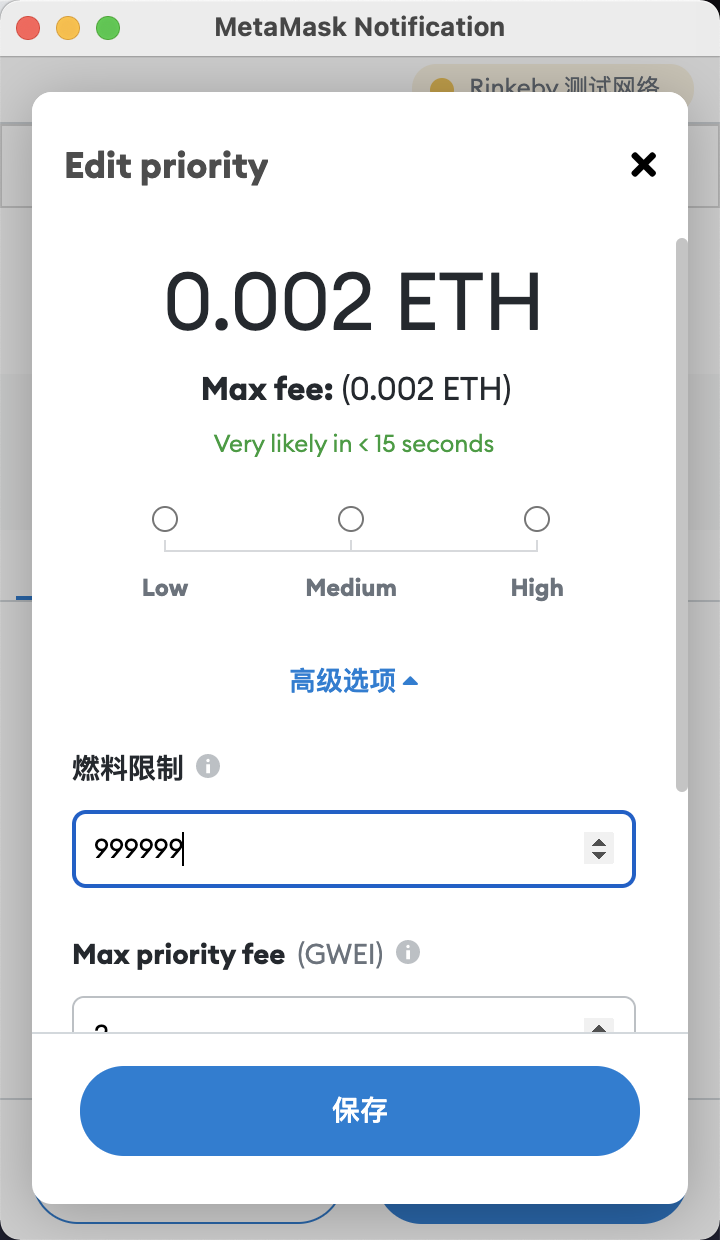 MetaMask Notification
Rinkeby 测试网络
Edit priority
0.002 ETH
Max fee: (0.002 ETH)
Very likely in < 15 seconds
Low Medium High
高级选项
燃料限制
999999
Max priority fee (GWEI)
保存